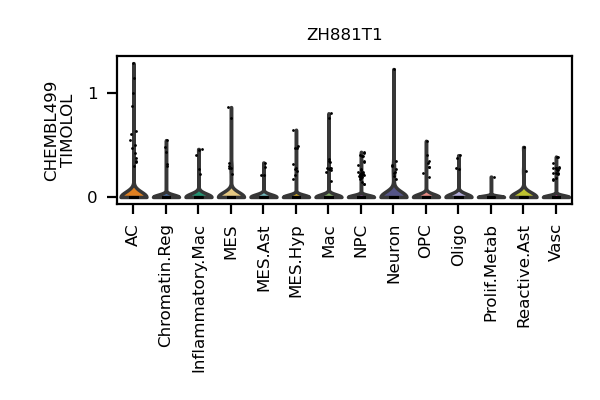 ZH881T1
CHEMBL499
TIMOLOL
1
0
AC
Chromatin.Reg
Inflammatory.Mac
MES
MES.Ast
MES.Hyp
Mac
NPC
Neuron
OPC
Oligo
Prolif.Metab
Reactive.Ast
Vasc